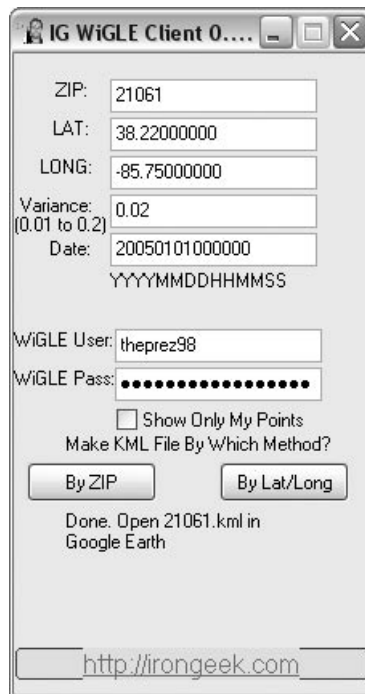 IG WiGLE Client 0....
ZIP: 21061
LAT: 38.22000000
LONG: -85.75000000
Variance: 0.02
(0.01 to 0.2)
Date: 20050101000000
YYYYMMDDHHMMSS
WiGLE User: theprez98
WiGLE Pass: ●●●●●●●●●●●●●●●●●
Show Only My Points
Make KML File By Which Method?
By ZIP By Lat/Long
Done. Open 21061.kml in
Google Earth
http://irongeek.com